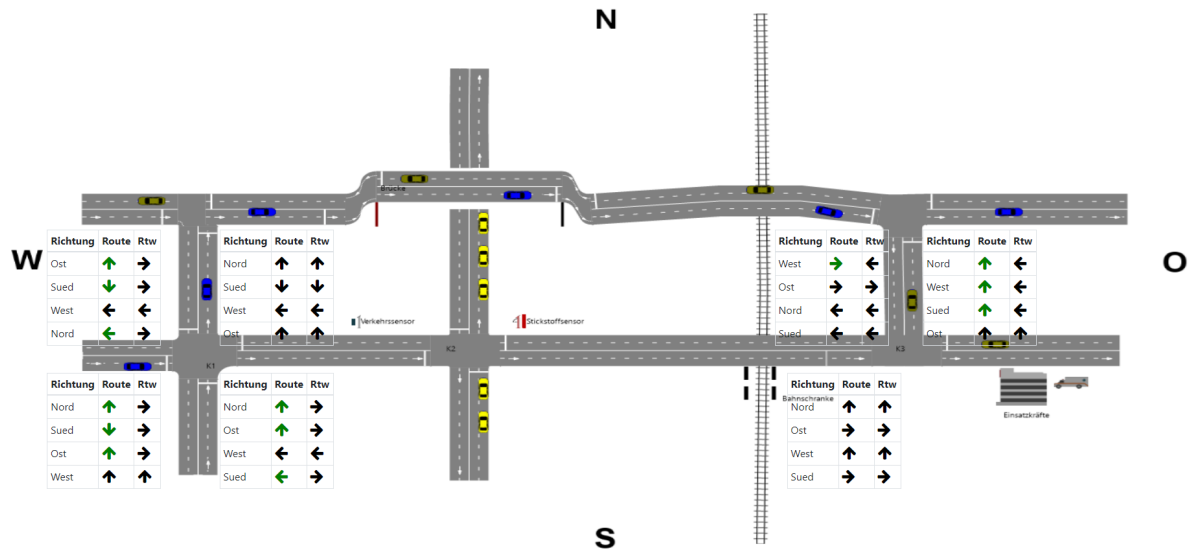 N
Brücke
W
O
Richtung Route Rtw
Ost
Sued
West
Nord
Richtung Route Rtw
Nord
Sued
West
Ost
Richtung Route Rtw
West
Ost
Nord
Sued
Richtung Route Rtw
Nord
West
Sued
Ost
Verkehrssensor
Stickstoffsensor
K1
K2
K3
Richtung Route Rtw
Nord
Sued
Ost
West
Richtung Route Rtw
Nord
Ost
West
Sued
Bahnschranke
Richtung Route Rtw
Nord
Ost
West
Sued
Einsatzkräfte
S